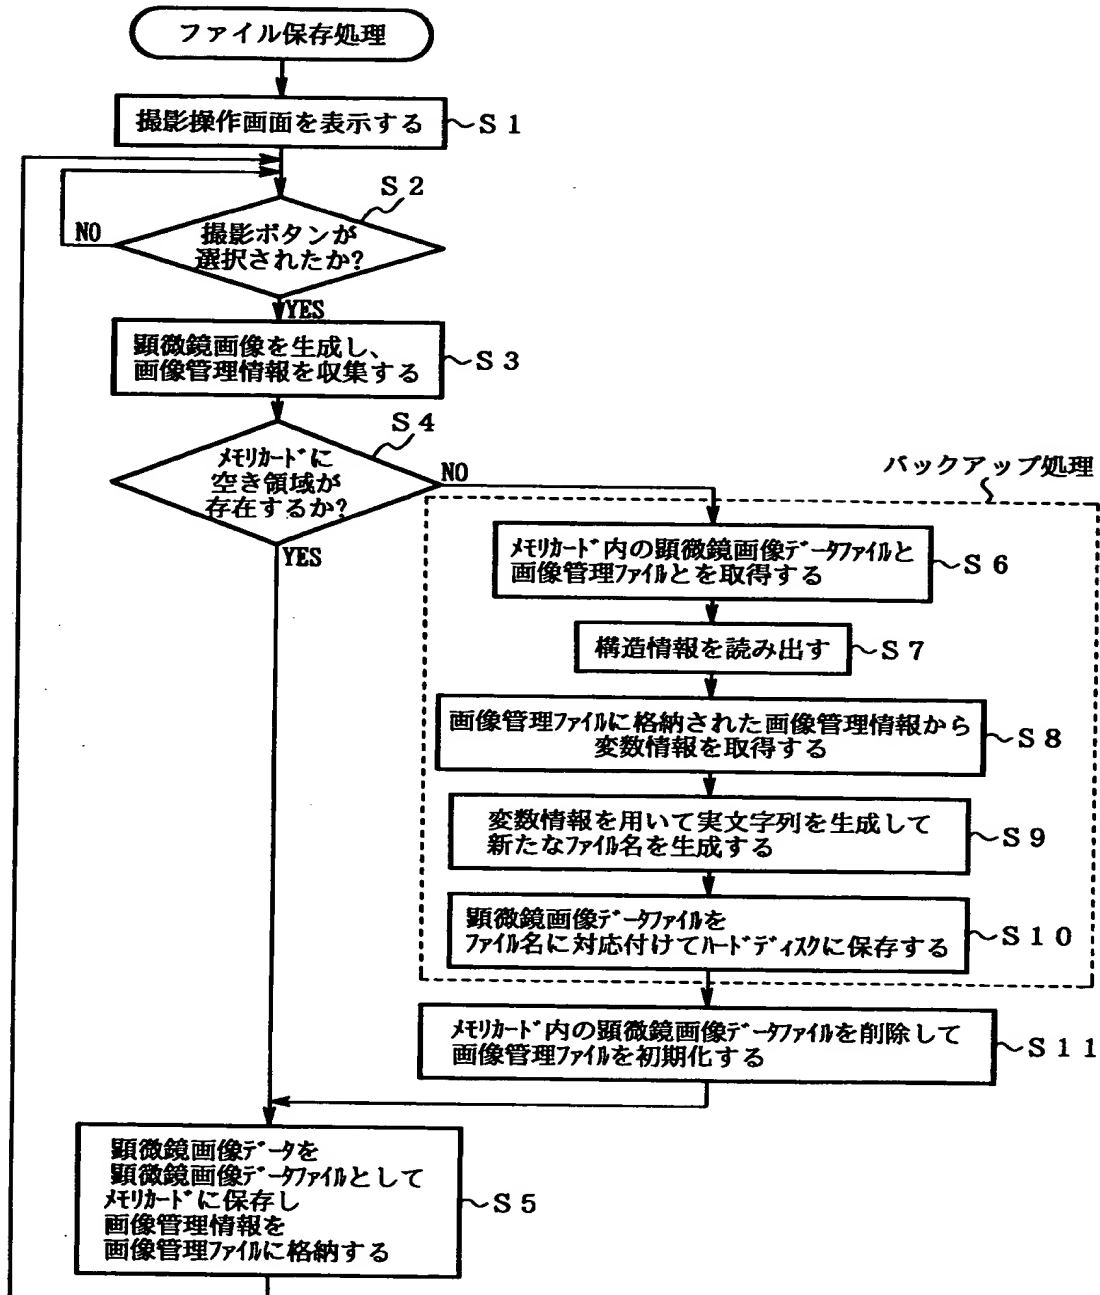 ファイル保存処理
撮影操作画面を表示する
S1
S2
撮影ボタンが
選択されたか?
NO
YES
顕微鏡画像を生成し、
画像管理情報を収集する
S3
S4
ﾒﾓﾘｶｰﾄﾞに
空き領域が
存在するか?
NO
YES
バックアップ処理
ﾒﾓﾘｶｰﾄﾞ内の顕微鏡画像ﾃﾞｰﾀﾌｧｲﾙと
画像管理ﾌｧｲﾙとを取得する
S6
構造情報を読み出す
S7
画像管理ﾌｧｲﾙに格納された画像管理情報から
変数情報を取得する
S8
変数情報を用いて実文字列を生成して
新たなﾌｧｲﾙ名を生成する
S9
顕微鏡画像ﾃﾞｰﾀﾌｧｲﾙを
ﾌｧｲﾙ名に対応付けてﾊｰﾄﾞﾃﾞｨｽｸに保存する
S10
ﾒﾓﾘｶｰﾄﾞ内の顕微鏡画像ﾃﾞｰﾀﾌｧｲﾙを削除して
画像管理ﾌｧｲﾙを初期化する
S11
顕微鏡画像ﾃﾞｰﾀを
顕微鏡画像ﾃﾞｰﾀﾌｧｲﾙとして
ﾒﾓﾘｶｰﾄﾞに保存し
画像管理情報を
画像管理ﾌｧｲﾙに格納する
S5